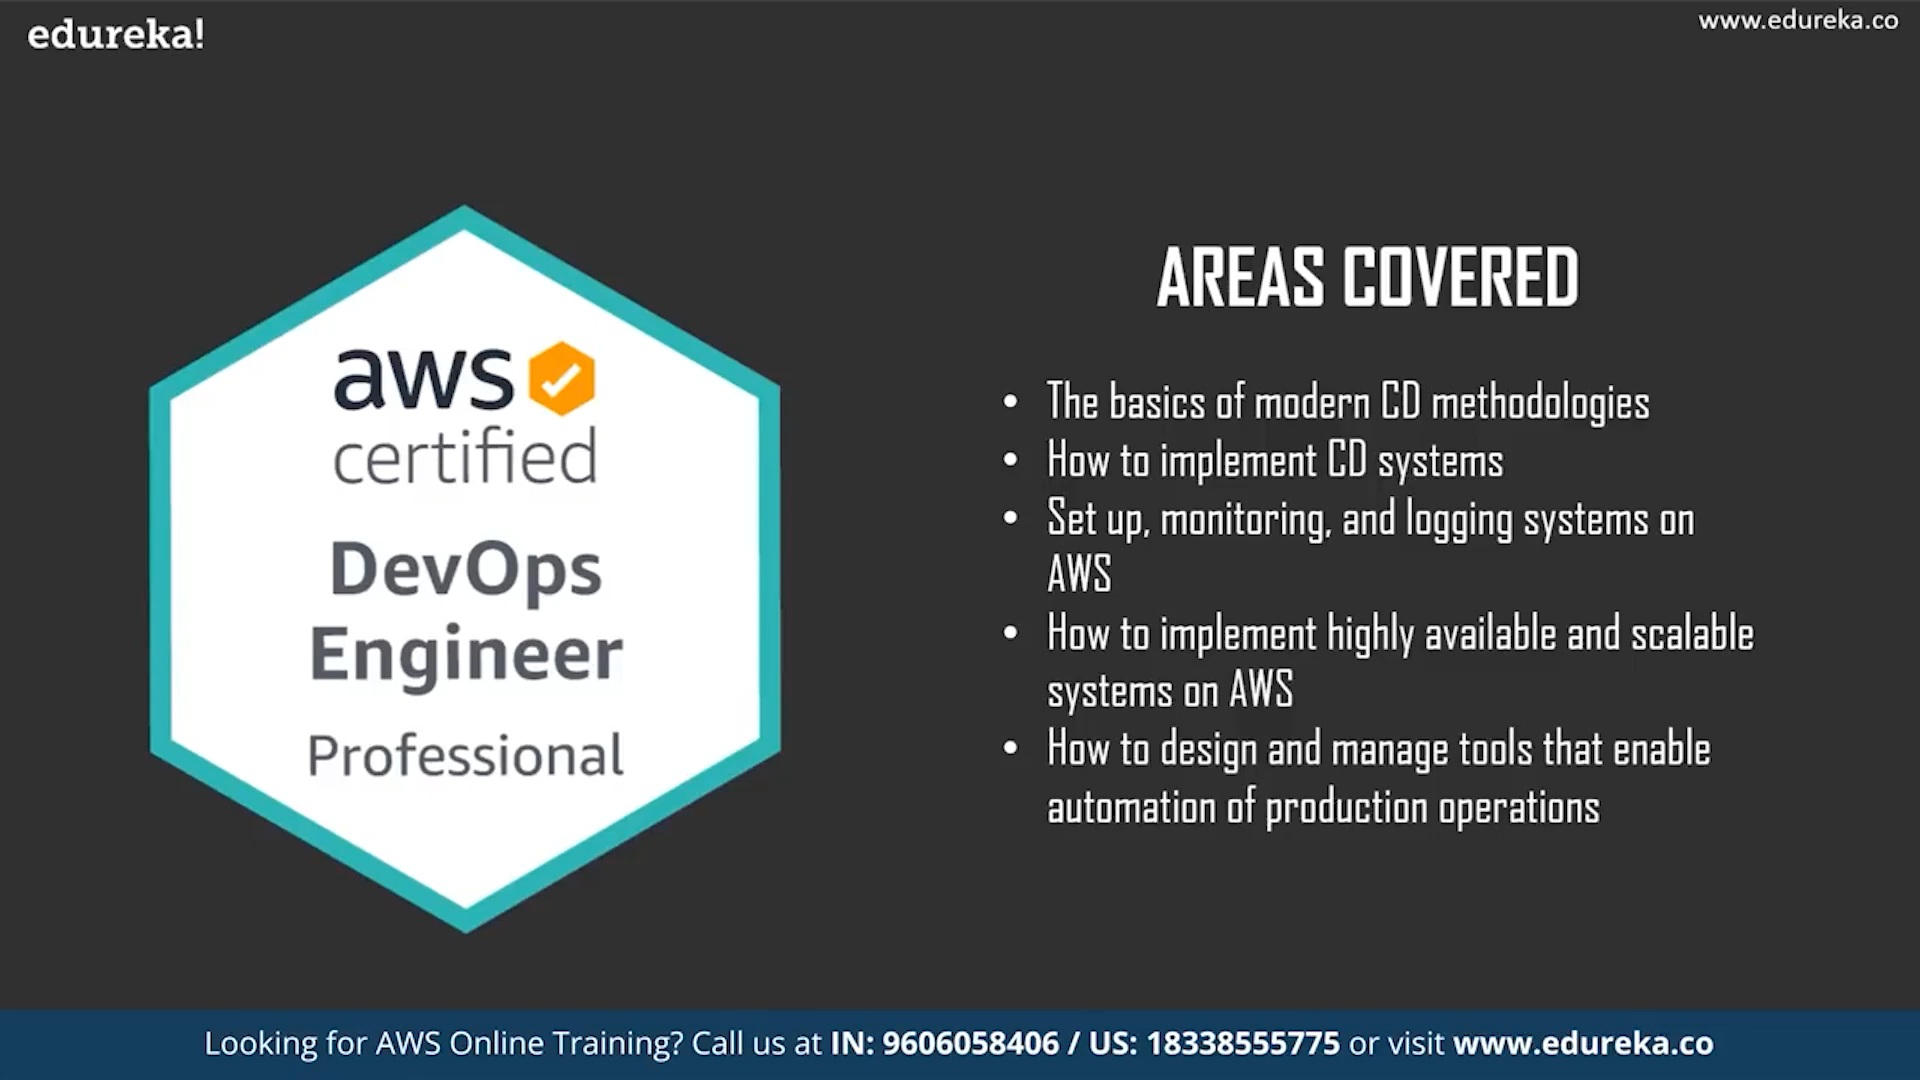 edureka!
www.edureka.co
aws
certified
DevOps
Engineer
Professional
AREAS COVERED
• The basics of modern CD methodologies
• How to implement CD systems
• Set up, monitoring, and logging systems on
AWS
• How to implement highly available and scalable
systems on AWS
• How to design and manage tools that enable
automation of production operations
Looking for AWS Online Training? Call us at IN: 9606058406 / US: 18338555775 or visit www.edureka.co